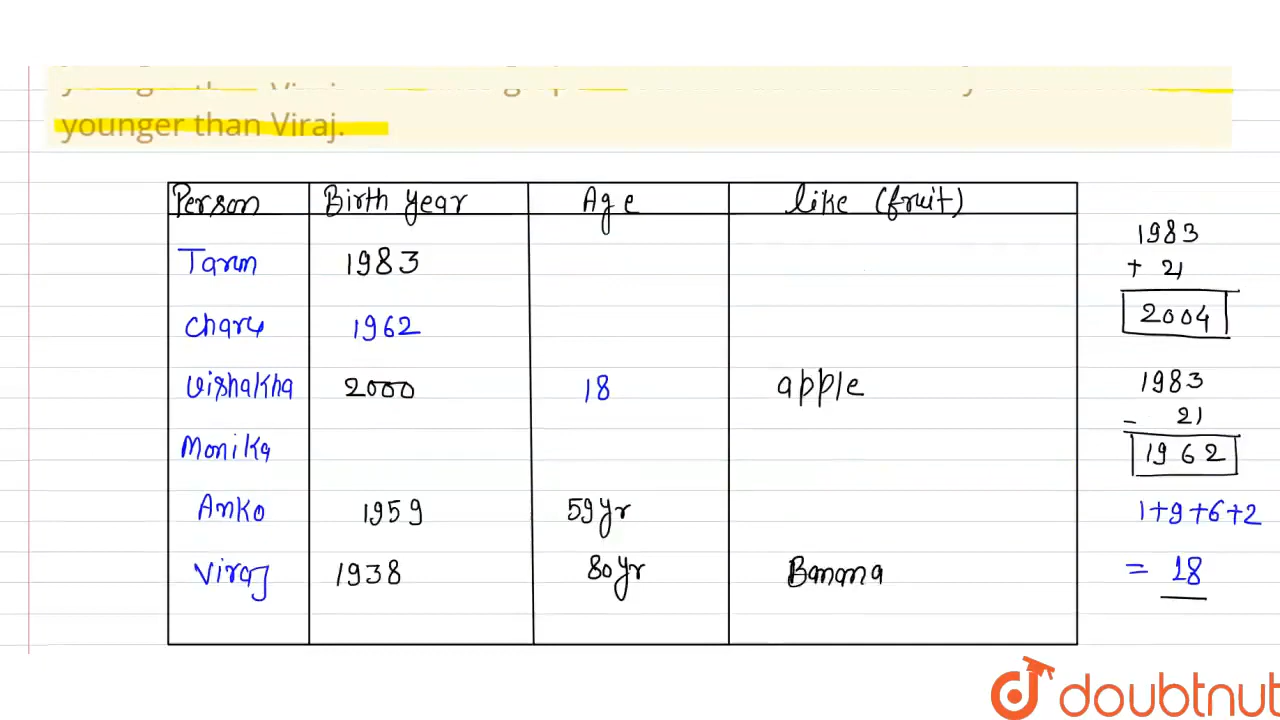 younger than Viraj.
Person Birth year Age like (fruit)
Tarun 1983
Charu 1962
Vishakha 2000 18 apple
Monika
Anko 1959 59yr
Viraj 1938 80yr Banana
1983
+ 21
2004
1983
- 21
1962
1+9+6+2
= 18
doubtnut